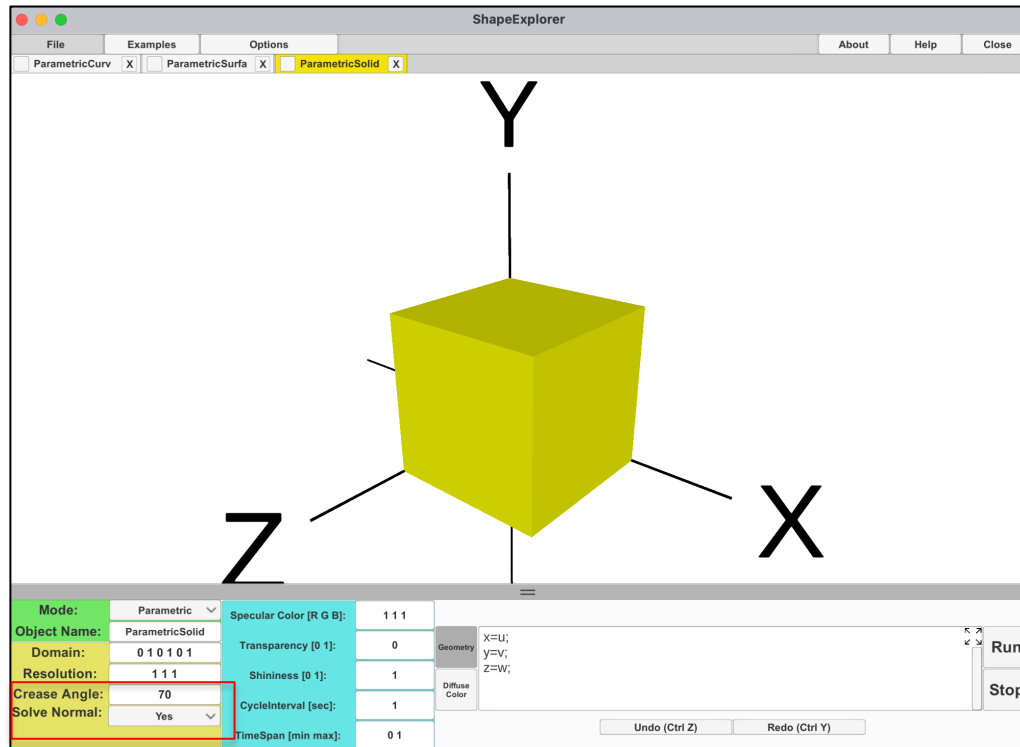 ShapeExplorer
File Examples Options About Help Close
ParametricCurv X ParametricSurfa X ParametricSolid X
Y
Z
X
Mode: Parametric
Object Name: ParametricSolid
Domain: 0 1 0 1 0 1
Resolution: 1 1 1
Crease Angle: 70
Solve Normal: Yes
Specular Color [R G B]: 1 1 1
Transparency [0 1]: 0
Shininess [0 1]: 1
CycleInterval [sec]: 1
TimeSpan [min max]: 0 1
Geometry
Diffuse
Color
x=u;
y=v;
z=w;
Run
Stop
Undo (Ctrl Z) Redo (Ctrl Y)